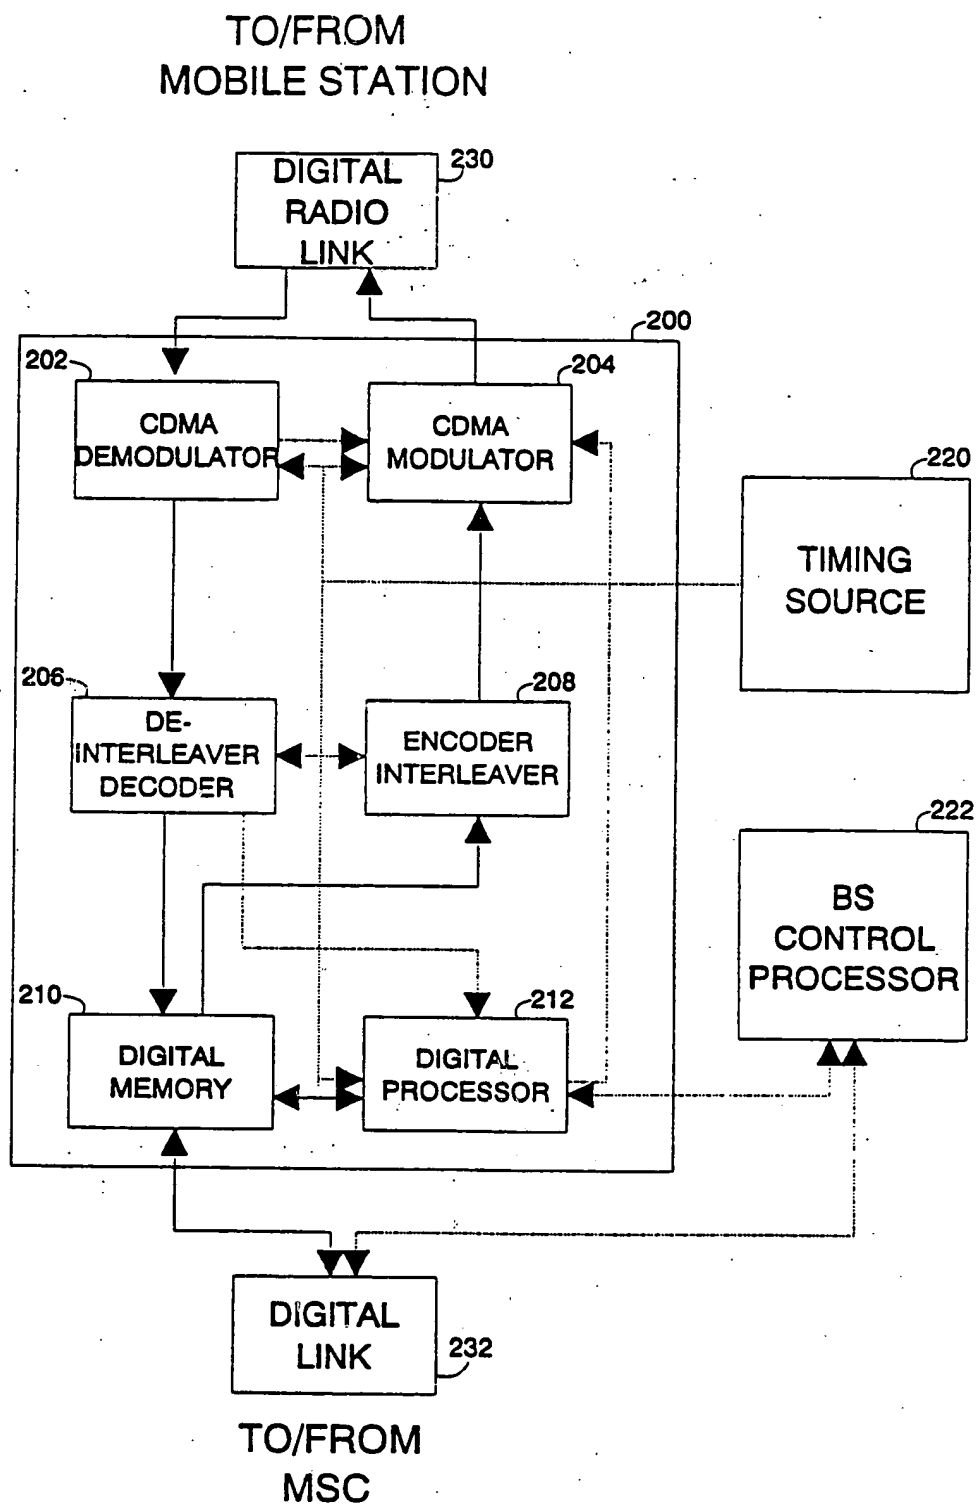 TO/FROM
MOBILE STATION
DIGITAL
RADIO
LINK
230
200
202
CDMA
DEMODULATOR
204
CDMA
MODULATOR
220
TIMING
SOURCE
206
DE-
INTERLEAVER
DECODER
208
ENCODER
INTERLEAVER
222
BS
CONTROL
PROCESSOR
210
DIGITAL
MEMORY
212
DIGITAL
PROCESSOR
DIGITAL
LINK
232
TO/FROM
MSC